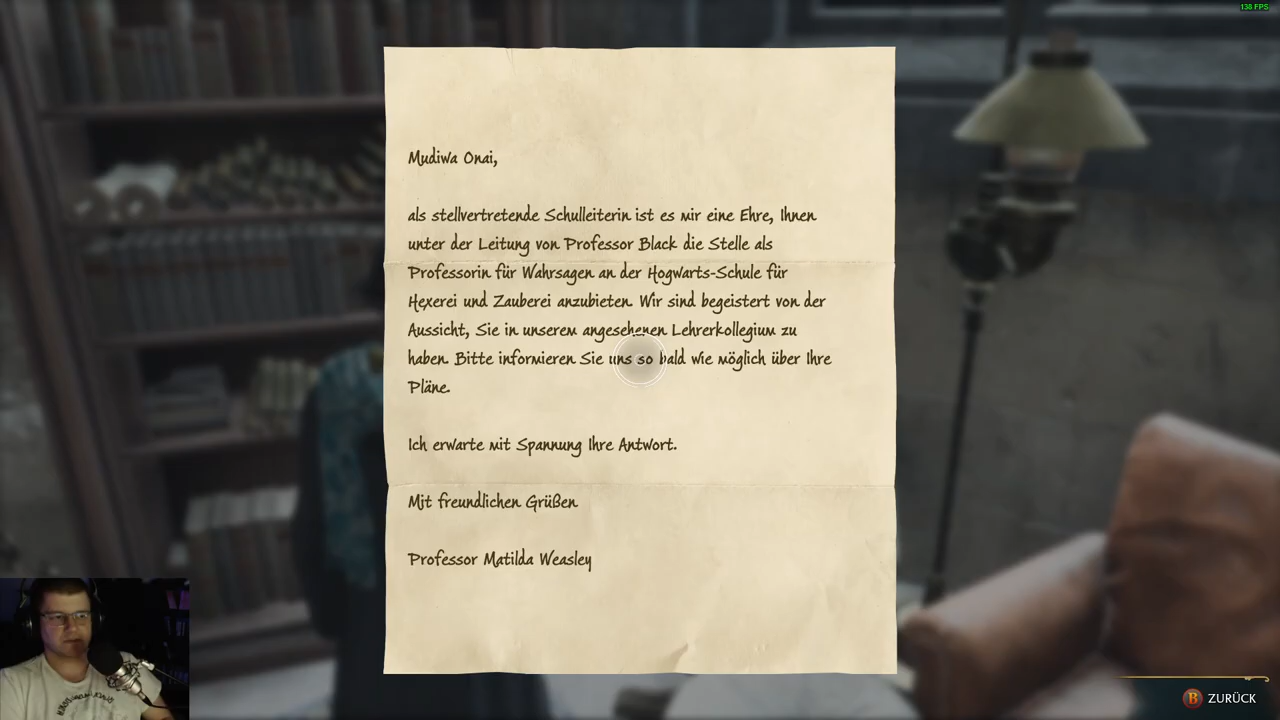 138 FPS
Mudiwa Onai,
als stellvertretende Schulleiterin ist es mir eine Ehre, Ihnen
unter der Leitung von Professor Black die Stelle als
Professorin für Wahrsagen an der Hogwarts-Schule für
Hexerei und Zauberei anzubieten. Wir sind begeistert von der
Aussicht, Sie in unserem angesehenen Lehrerkollegium zu
haben. Bitte informieren Sie uns so bald wie möglich über Ihre
Pläne.
Ich erwarte mit Spannung Ihre Antwort.
Mit freundlichen Grüßen
Professor Matilda Weasley
B ZURÜCK